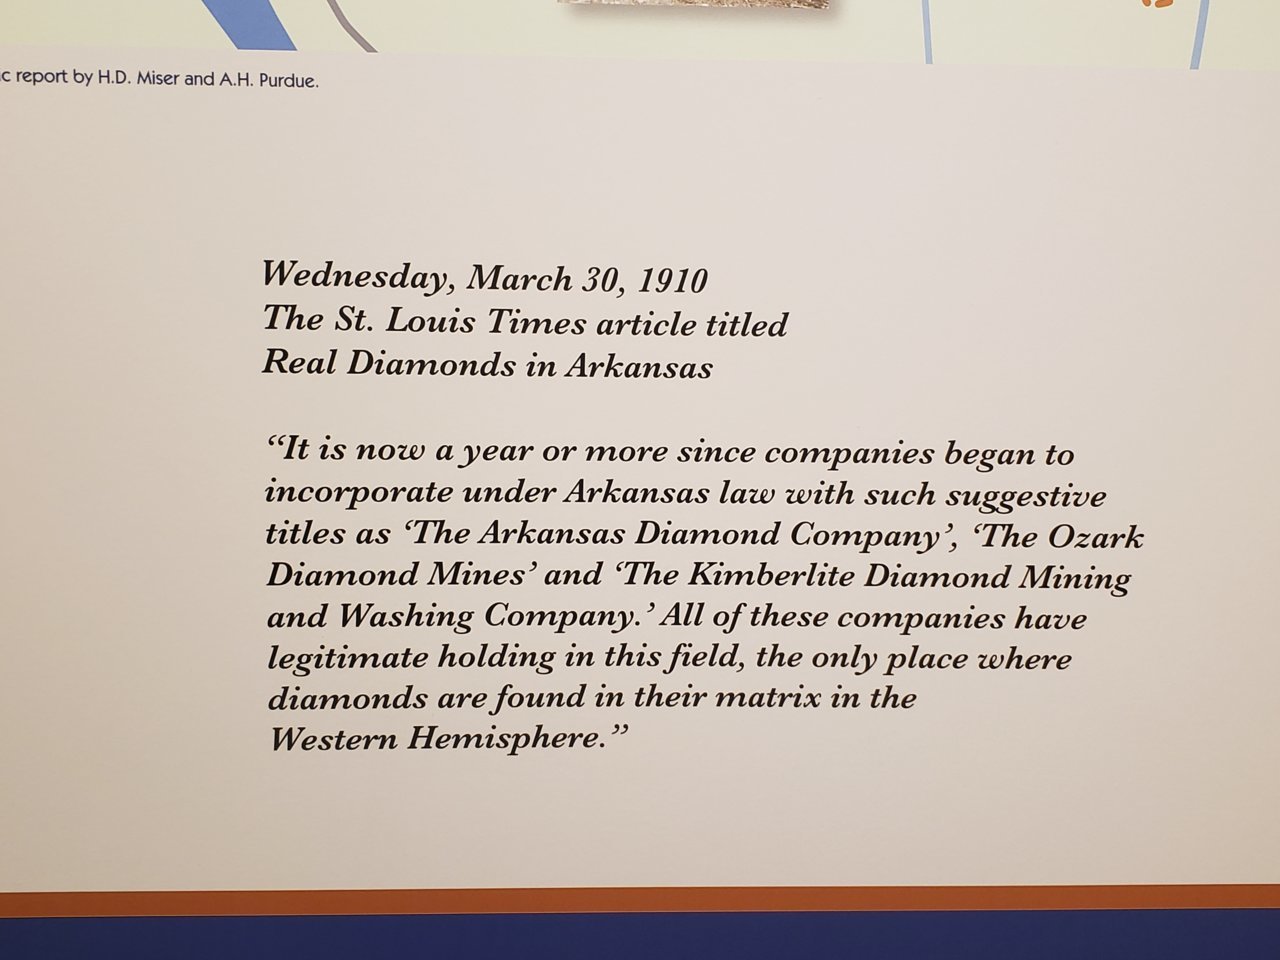 report by H.D. Miser and A.H. Purdue.
Wednesday, March 30, 1910
The St. Louis Times article titled
Real Diamonds in Arkansas
“It is now a year or more since companies began to
incorporate under Arkansas law with such suggestive
titles as ‘The Arkansas Diamond Company’, ‘The Ozark
Diamond Mines’ and ‘The Kimberlite Diamond Mining
and Washing Company.’ All of these companies have
legitimate holding in this field, the only place where
diamonds are found in their matrix in the
Western Hemisphere.”